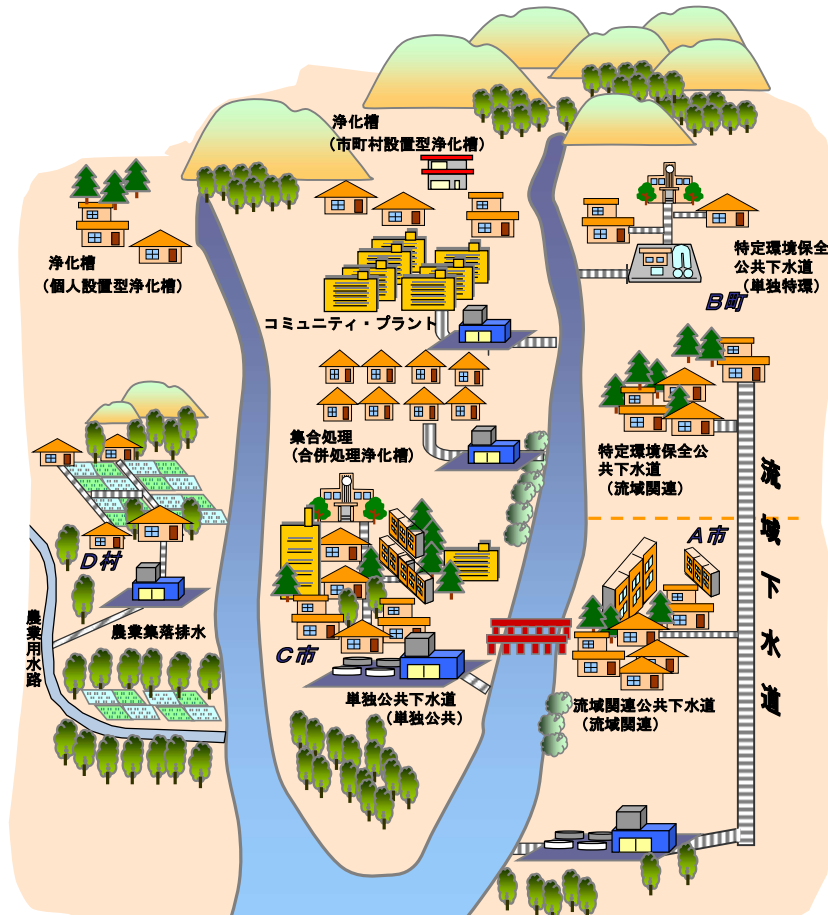 浄化槽
(市町村設置型浄化槽)
浄化槽
(個人設置型浄化槽)
特定環境保全
公共下水道
(単独特環)
B町
コミュニティ・プラント
集合処理
(合併処理浄化槽)
特定環境保全公
共下水道
(流域関連)
流域下水道
A市
D村
農業集落排水
農業用水路
C市
単独公共下水道
(単独公共)
流域関連公共下水道
(流域関連)